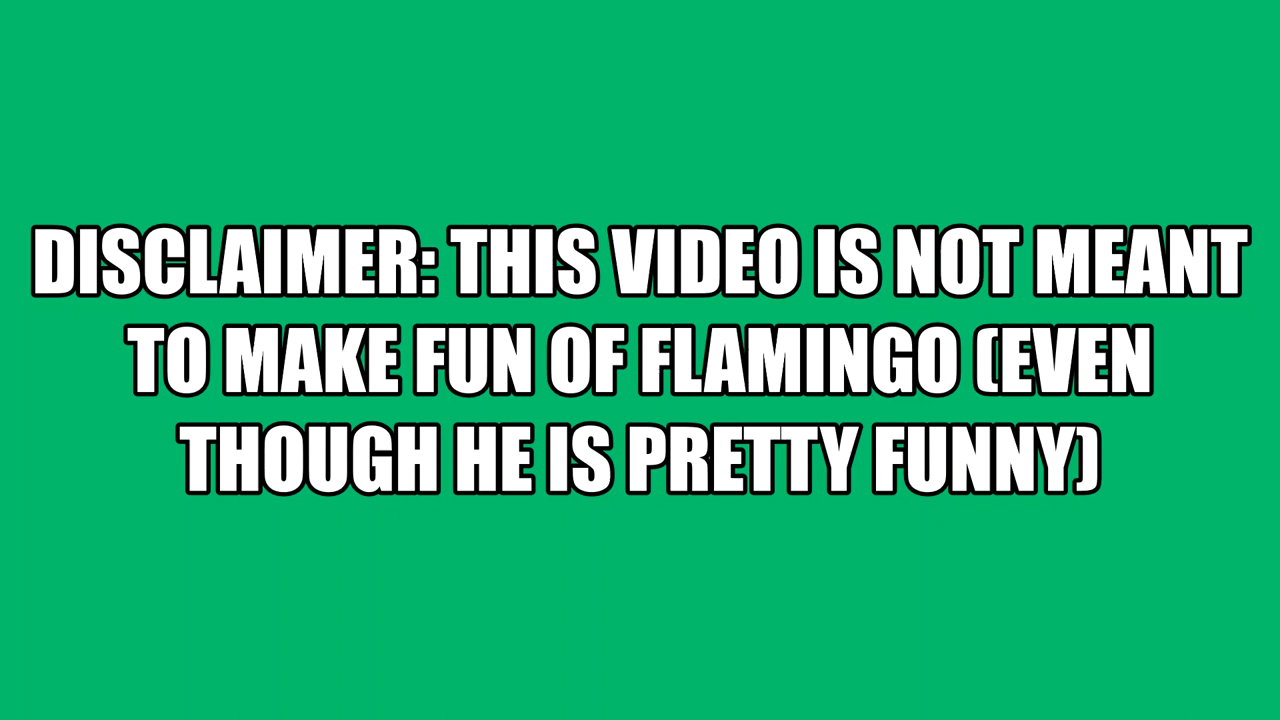 DISCLAIMER: THIS VIDEO IS NOT MEANT
TO MAKE FUN OF FLAMINGO (EVEN
THOUGH HE IS PRETTY FUNNY)